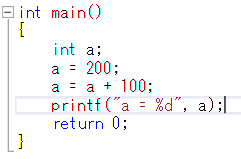 int main()
{
int a;
a = 200;
a = a + 100;
printf("a = %d", a);
return 0;
}